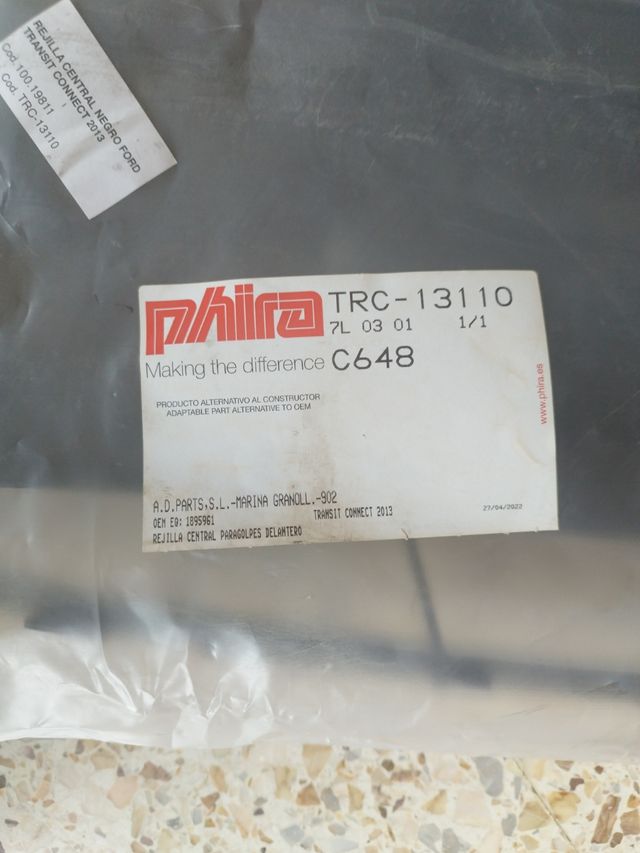 REJILLA CENTRAL NEGRO FORD
TRANSIT CONNECT 2013
Cod. 100.19811
Cod. TRC-13110
phira
TRC-13110
7L 03 01 1/1
Making the difference C648
PRODUCTO ALTERNATIVO AL CONSTRUCTOR
ADAPTABLE PART ALTERNATIVE TO OEM
www.phira.es
A.D.PARTS,S.L.-MARINA GRANOLL.-902
OEM EQ: 1895961 TRANSIT CONNECT 2013 27/04/2022
REJILLA CENTRAL PARAGOLPES DELANTERO